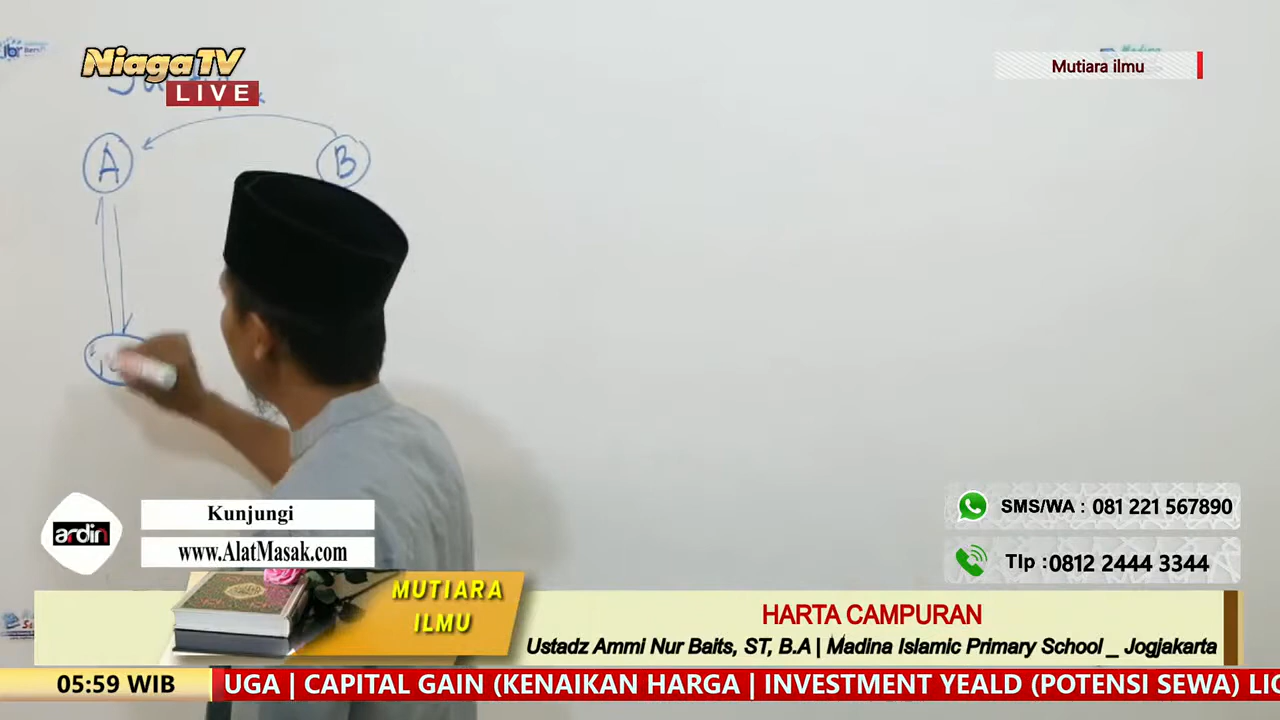 NiagaTV
LIVE
Mutiara ilmu
A
B
Kunjungi
ardin
www.AlatMasak.com
SMS/WA : 081 221 567890
Tlp :0812 2444 3344
MUTIARA
ILMU
HARTA CAMPURAN
Ustadz Ammi Nur Baits, ST, B.A | Madina Islamic Primary School _ Jogjakarta
05:59 WIB
UGA | CAPITAL GAIN (KENAIKAN HARGA | INVESTMENT YEALD (POTENSI SEWA) LIC